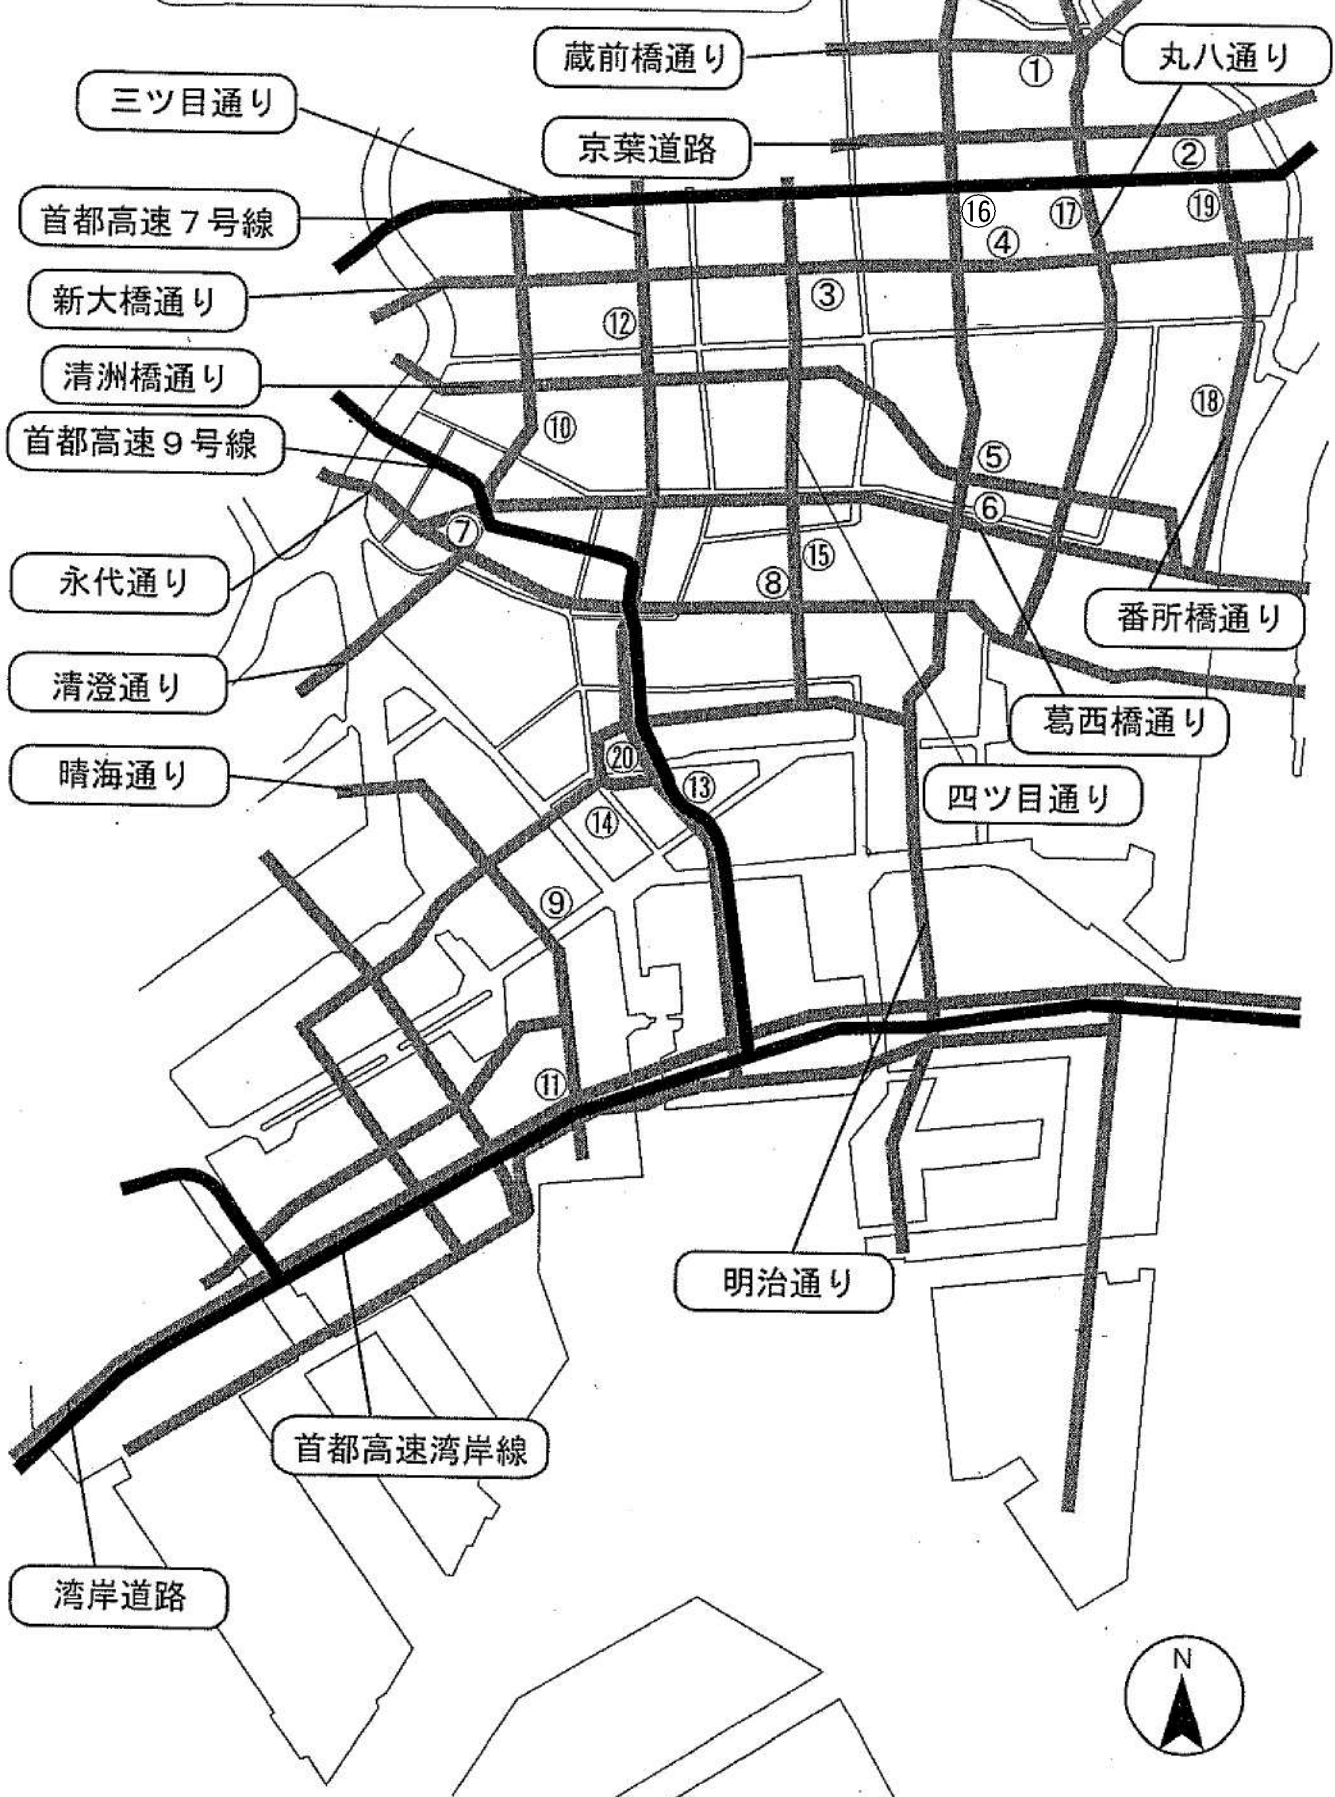 蔵前橋通り
①
丸八通り
三ツ目通り
京葉道路
②
首都高速7号線
⑯
⑰
⑲
④
新大橋通り
③
⑫
清洲橋通り
⑱
首都高速9号線
⑩
⑤
⑥
⑦
永代通り
⑮
⑧
番所橋通り
清澄通り
葛西橋通り
晴海通り
⑳
⑬
四ツ目通り
⑭
⑨
⑪
明治通り
首都高速湾岸線
湾岸道路
N